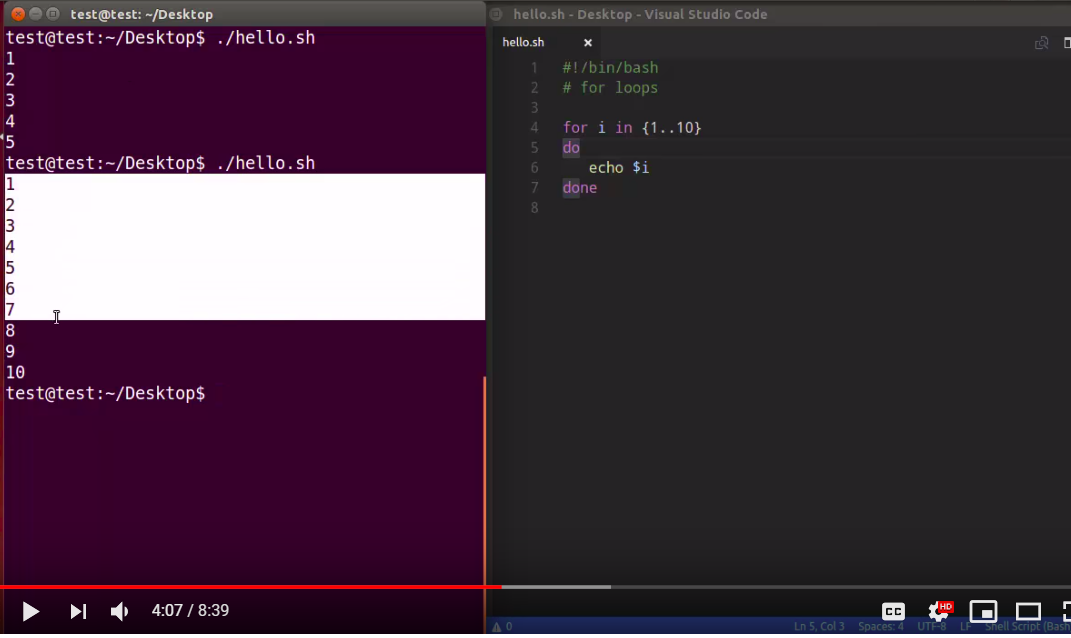 test@test: ~/Desktop
test@test:~/Desktop$ ./hello.sh
1
2
3
4
5
test@test:~/Desktop$ ./hello.sh
1
2
3
4
5
6
7
8
9
10
test@test:~/Desktop$
hello.sh - Desktop - Visual Studio Code
hello.sh ×
1 #!/bin/bash
2 # for loops
3
4 for i in {1..10}
5 do
6 echo $i
7 done
8
4:07 / 8:39
CC
HD
0
Ln 5, Col 3 Spaces: 4 UTF-8 LF Shell Script (Bash